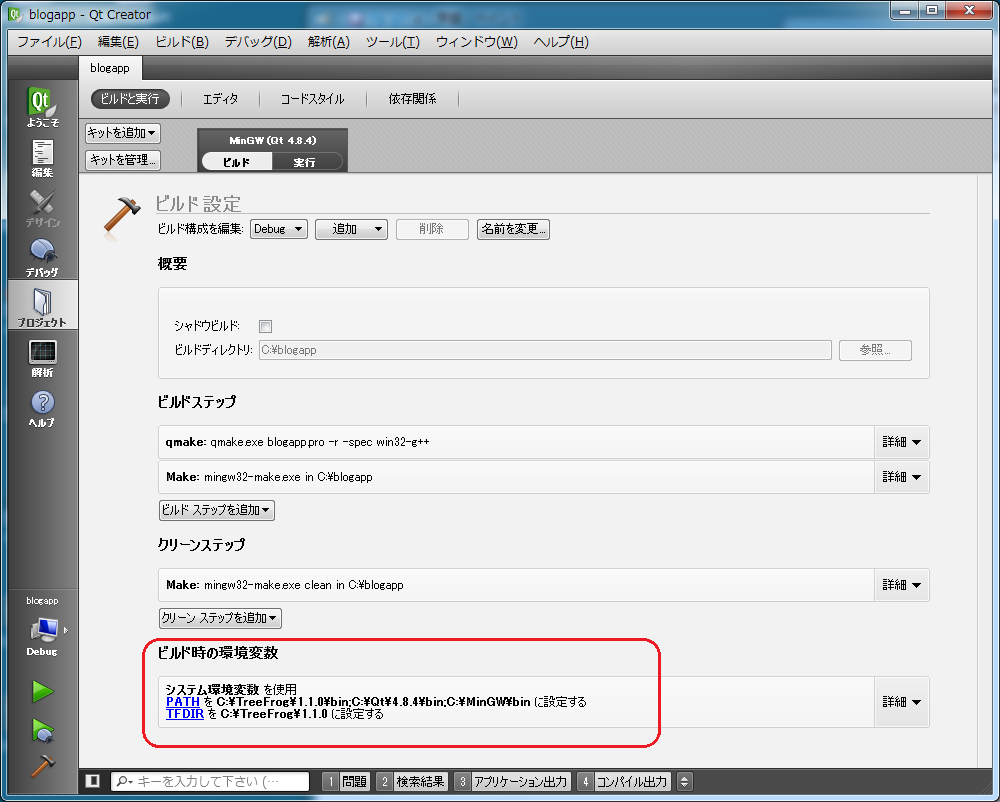 blogapp - Qt Creator
ファイル(F) 編集(E) ビルド(B) デバッグ(D) 解析(A) ツール(T) ウィンドウ(W) ヘルプ(H)
blogapp
ビルドと実行 エディタ コードスタイル 依存関係
Qt
ようこそ
編集
デザイン
デバッグ
プロジェクト
解析
ヘルプ
blogapp
Debug
キットを追加
キットを管理...
MinGW (Qt 4.8.4)
ビルド 実行
ビルド設定
ビルド構成を編集: Debug 追加 削除 名前を変更...
概要
シャドウビルド:
ビルドディレクトリ: C:¥blogapp 参照...
ビルドステップ
qmake: qmake.exe blogapp.pro -r -spec win32-g++ 詳細
Make: mingw32-make.exe in C:¥blogapp 詳細
ビルド ステップを追加
クリーンステップ
Make: mingw32-make.exe clean in C:¥blogapp 詳細
クリーン ステップを追加
ビルド時の環境変数
システム環境変数 を使用
PATH を C:¥TreeFrog¥1.1.0¥bin;C:¥Qt¥4.8.4¥bin;C:¥MinGW¥bin に設定する
TFDIR を C:¥TreeFrog¥1.1.0 に設定する
詳細
キーを入力して下さい (… 1 問題 2 検索結果 3 アプリケーション出力 4 コンパイル出力